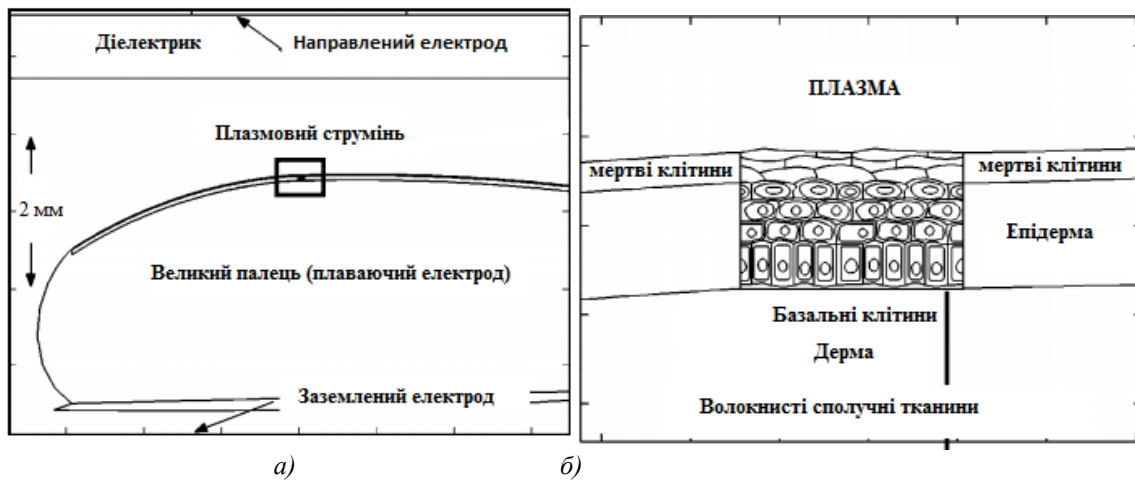 Діелектрик
Направлений електрод
Плазмовий струмінь
2 мм
Великий палець (плаваючий електрод)
Заземлений електрод
а)
ПЛАЗМА
мертві клітини
мертві клітини
Епідерма
Базальні клітини
Дерма
Волокнисті сполучні тканини
б)